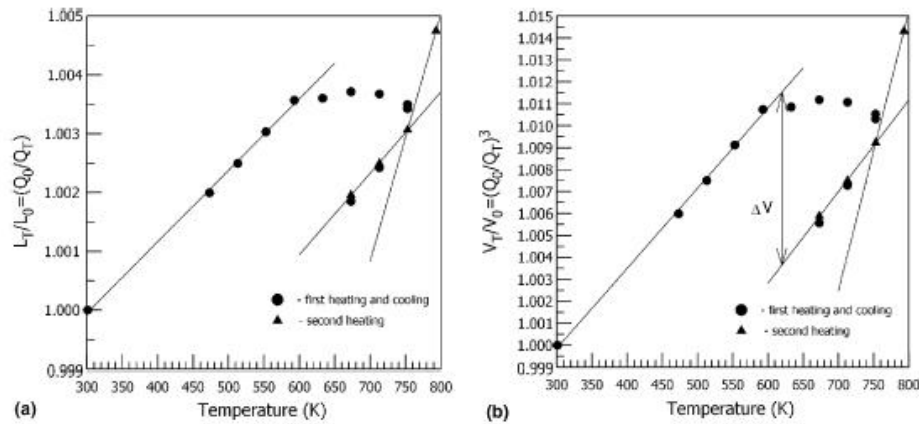 1.005
1.004
1.003
1.002
1.000
0.999
L_T/L_0=(Q_0/Q_T)
300 350 400 450 500 550 600 650 700 750 800
Temperature (K)
- first heating and cooling
- second heating
(a)
1.015
1.014
1.013
1.012
1.011
1.010
1.009
1.008
1.007
1.006
1.005
1.004
1.003
1.002
1.001
1.000
0.999
V_T/V_0=(Q_0/Q_T)^3
ΔV
- first heating and cooling
- second heating
300 350 400 450 500 550 600 650 700 750 800
Temperature (K)
(b)